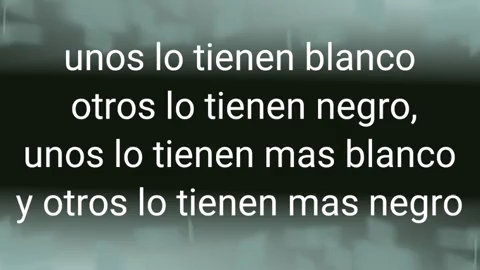 unos lo tienen blanco
otros lo tienen negro,
unos lo tienen mas blanco
y otros lo tienen mas negro